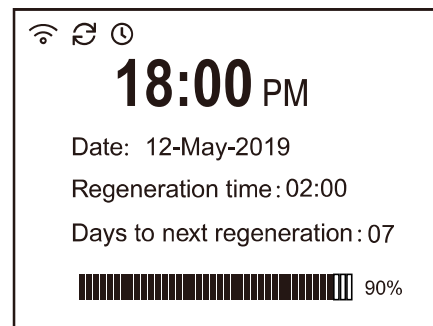 18:00 PM
Date: 12-May-2019
Regeneration time: 02:00
Days to next regeneration: 07
90%